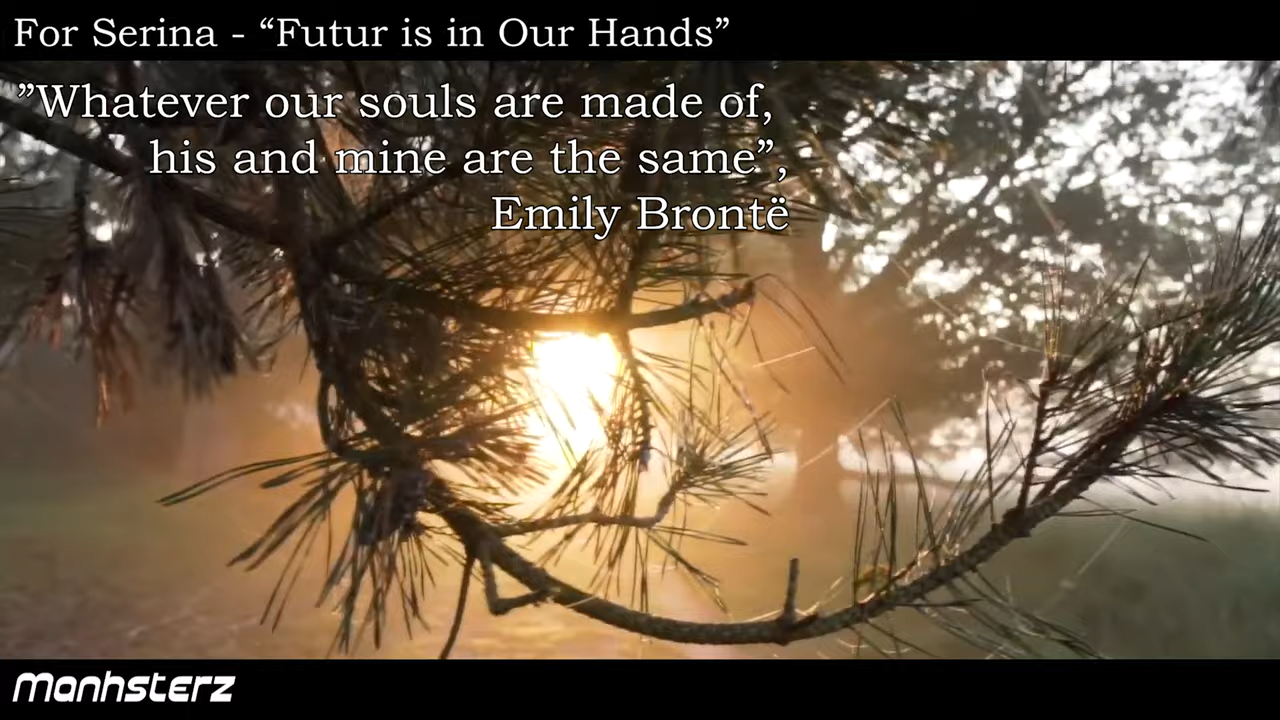 For Serina - “Futur is in Our Hands”
”Whatever our souls are made of,
his and mine are the same”,
Emily Brontë
Manhsterz